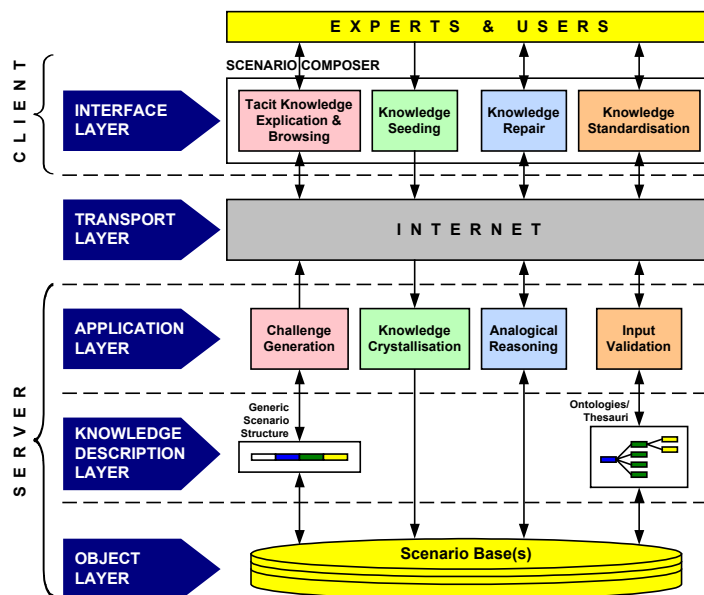 EXPERTS & USERS
SCENARIO COMPOSER
CLIENT
INTERFACE
LAYER
Tacit Knowledge
Explication &
Browsing
Knowledge
Seeding
Knowledge
Repair
Knowledge
Standardisation
TRANSPORT
LAYER
INTERNET
SERVER
APPLICATION
LAYER
Challenge
Generation
Knowledge
Crystallisation
Analogical
Reasoning
Input
Validation
KNOWLEDGE
DESCRIPTION
LAYER
Generic
Scenario
Structure
Ontologies/
Thesauri
OBJECT
LAYER
Scenario Base(s)